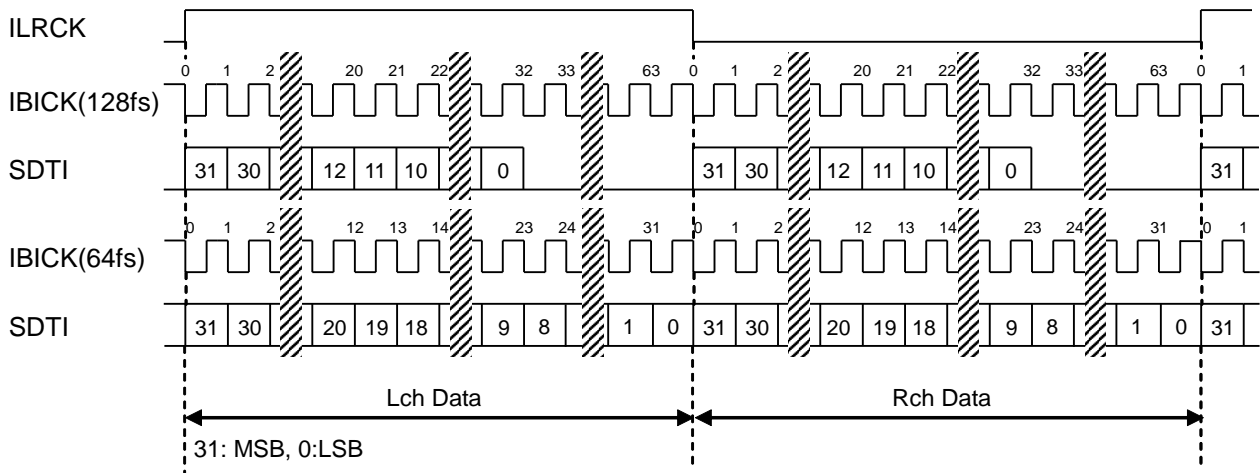 ILRCK
0 1 2 20 21 22 32 33 63 0 1 2 20 21 22 32 33 63 0 1
IBICK(128fs)
SDTI 31 30 12 11 10 0 31 30 12 11 10 0 31
0 1 2 12 13 14 23 24 31 0 1 2 12 13 14 23 24 31 0 1
IBICK(64fs)
SDTI 31 30 20 19 18 9 8 1 0 31 30 20 19 18 9 8 1 0 31
Lch Data Rch Data
31: MSB, 0:LSB